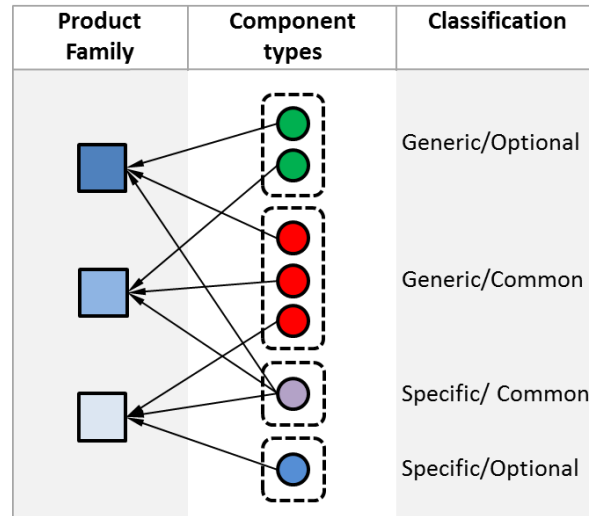 Product Family
Component types
Classification
Generic/Optional
Generic/Common
Specific/ Common
Specific/Optional